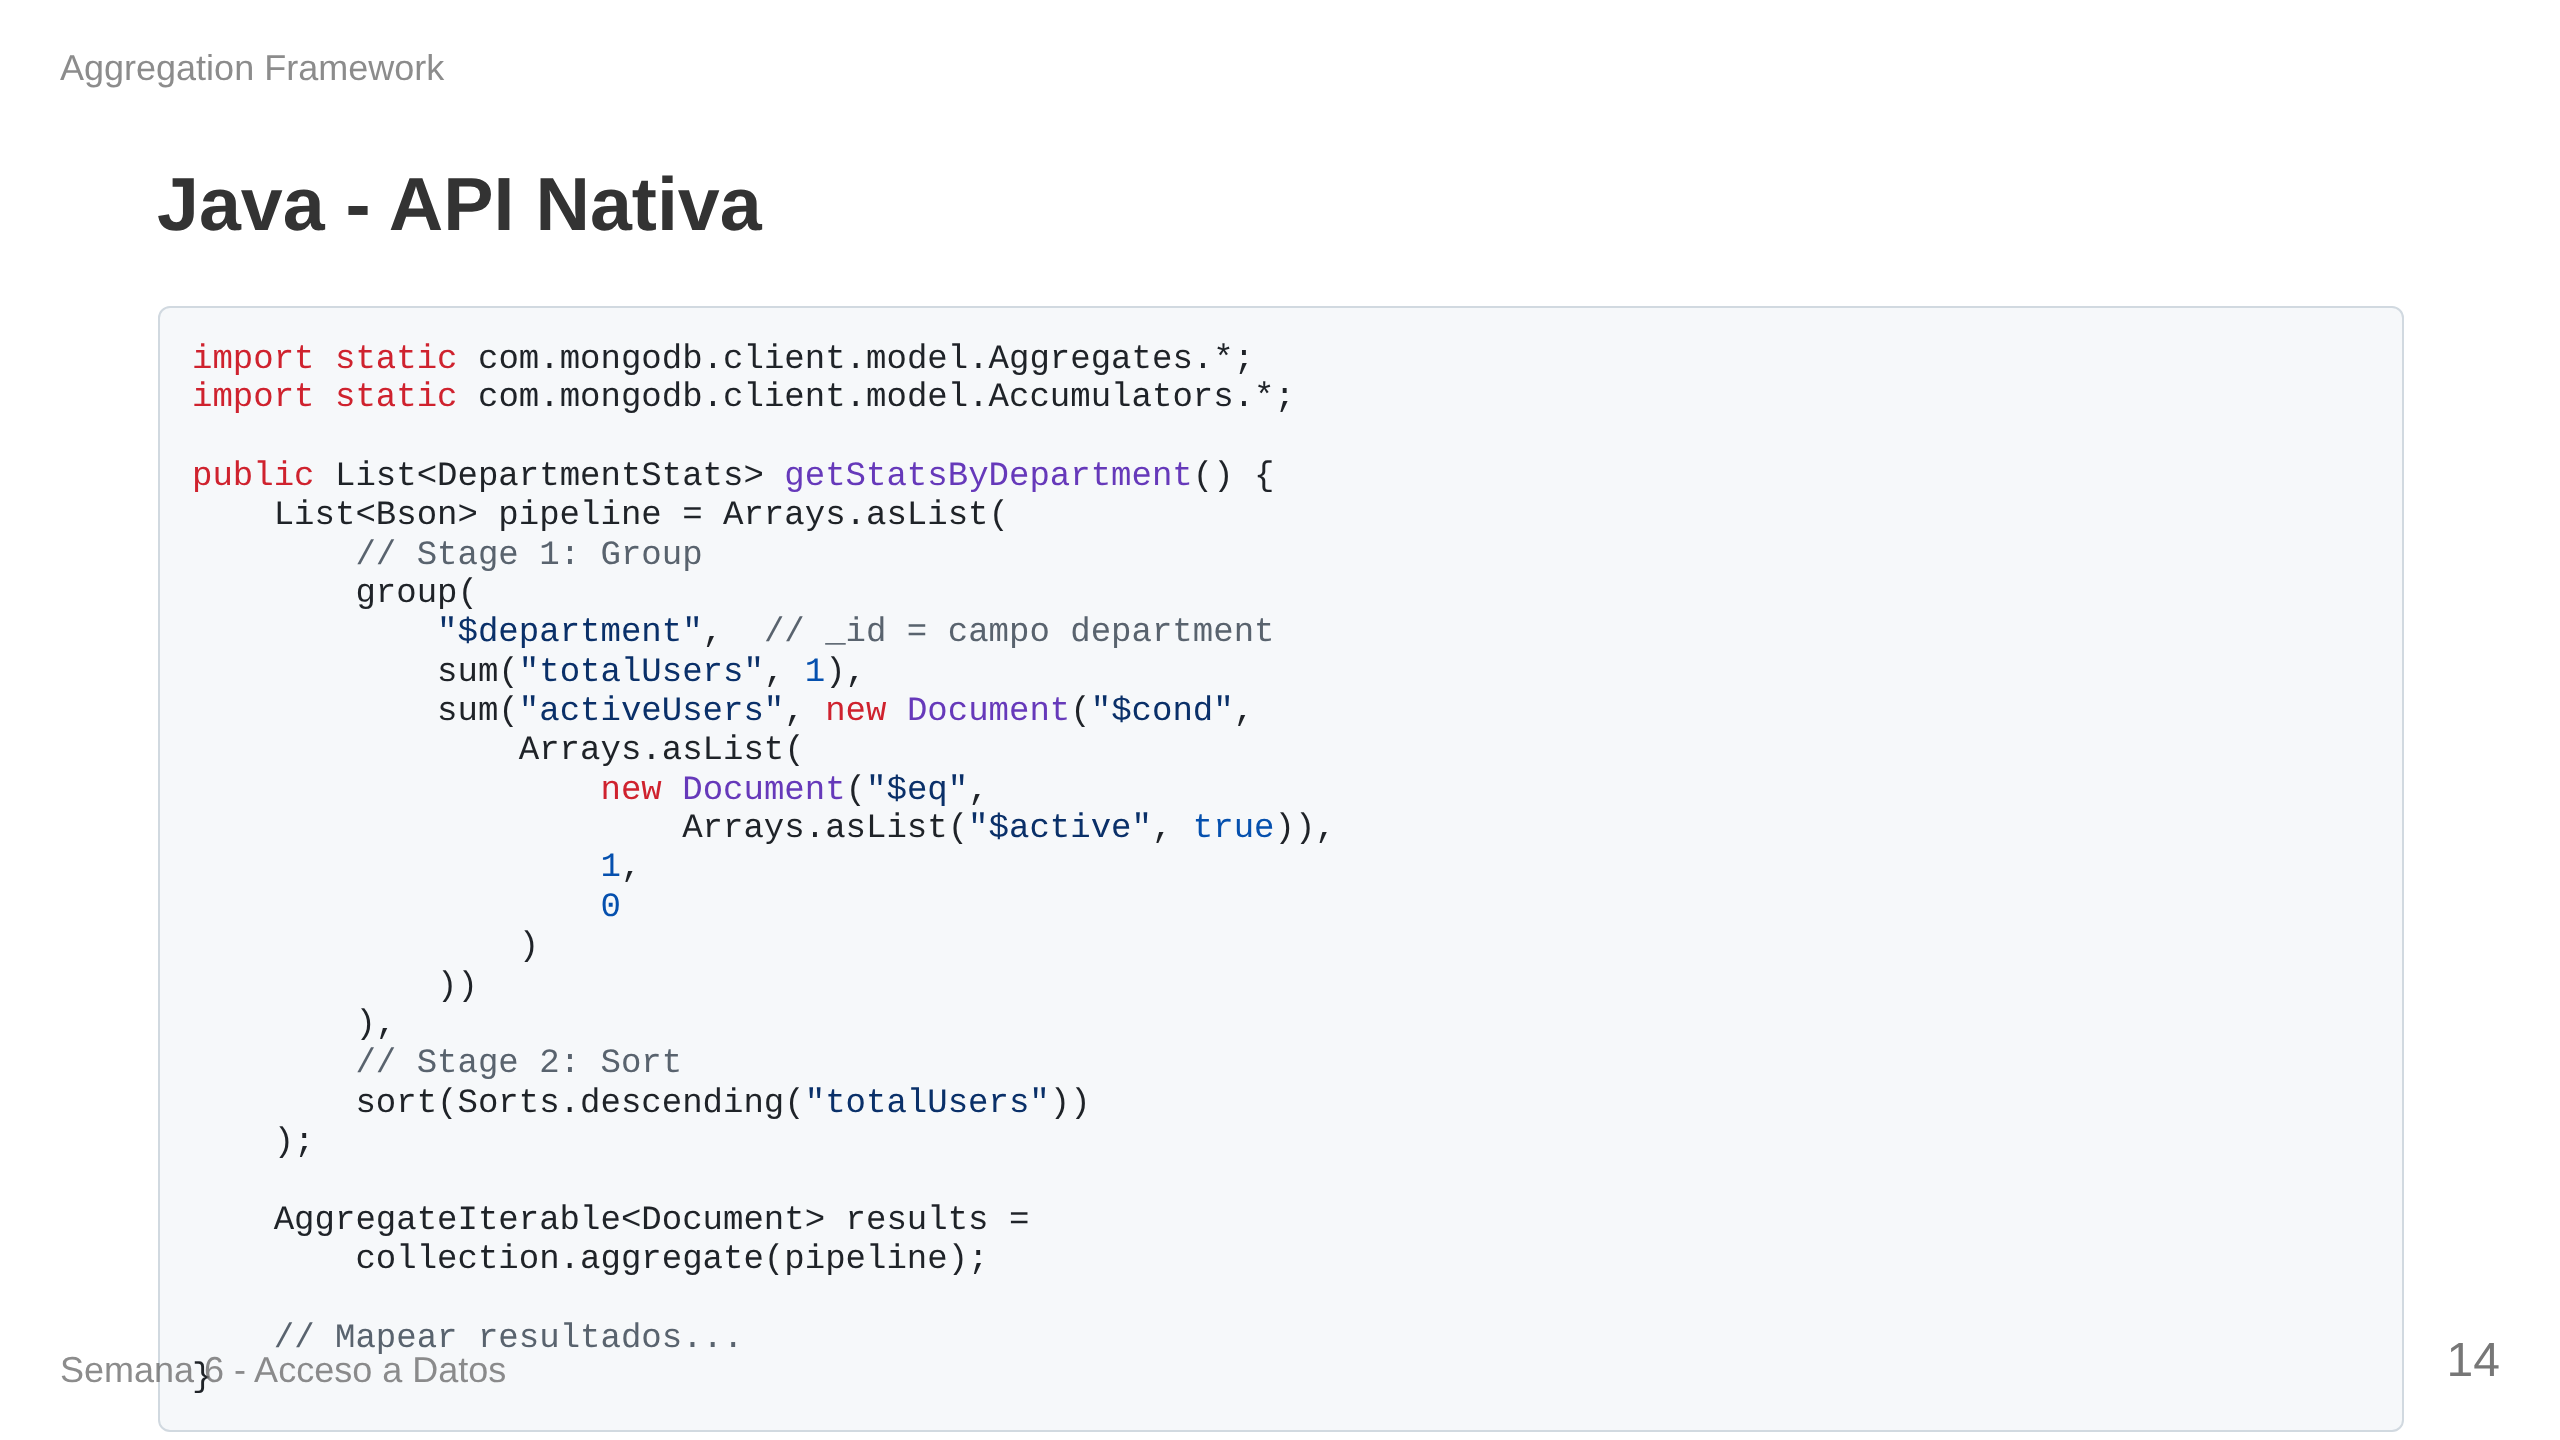 Aggregation Framework
Java - API Nativa
import static com.mongodb.client.model.Aggregates.*;
import static com.mongodb.client.model.Accumulators.*;
public List<DepartmentStats> getStatsByDepartment() {
    List<Bson> pipeline = Arrays.asList(
        // Stage 1: Group
        group(
            "$department",  // _id = campo department
            sum("totalUsers", 1),
            sum("activeUsers", new Document("$cond",
                Arrays.asList(
                    new Document("$eq",
                        Arrays.asList("$active", true)),
                    1,
                    0
                )
            ))
        ),
        // Stage 2: Sort
        sort(Sorts.descending("totalUsers"))
    );
    AggregateIterable<Document> results =
        collection.aggregate(pipeline);
    // Mapear resultados...
}
Semana 6 - Acceso a Datos
14